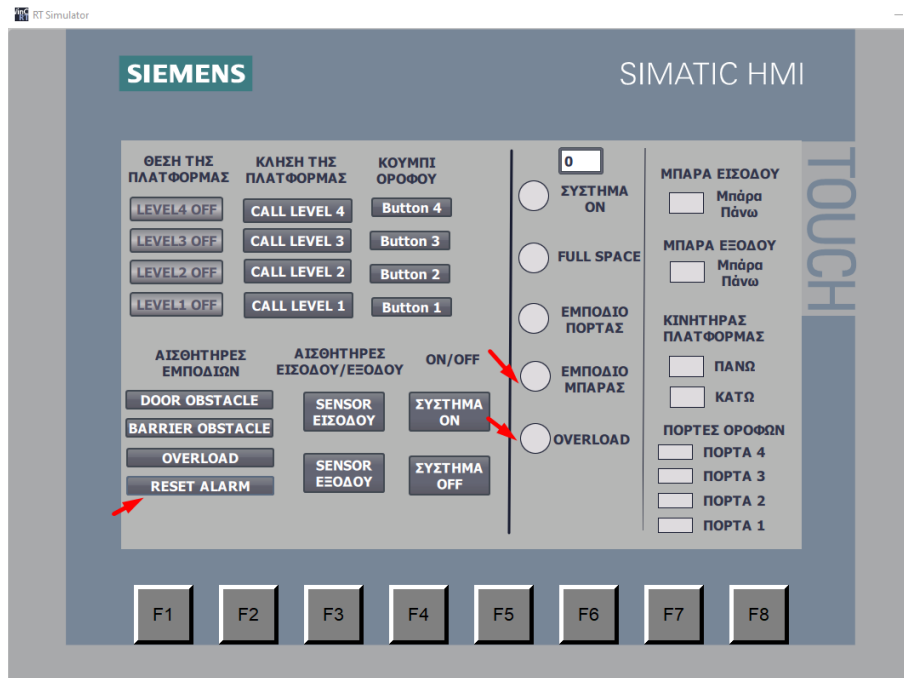 RT Simulator
SIEMENS
SIMATIC HMI
TOUCH
ΘΕΣΗ ΤΗΣ
ΠΛΑΤΦΟΡΜΑΣ
ΚΛΗΣΗ ΤΗΣ
ΠΛΑΤΦΟΡΜΑΣ
ΚΟΥΜΠΙ
ΟΡΟΦΟΥ
LEVEL4 OFF
CALL LEVEL 4
Button 4
LEVEL3 OFF
CALL LEVEL 3
Button 3
LEVEL2 OFF
CALL LEVEL 2
Button 2
LEVEL1 OFF
CALL LEVEL 1
Button 1
ΑΙΣΘΗΤΗΡΕΣ
ΕΜΠΟΔΙΩΝ
ΑΙΣΘΗΤΗΡΕΣ
ΕΙΣΟΔΟΥ/ΕΞΟΔΟΥ
ON/OFF
DOOR OBSTACLE
BARRIER OBSTACLE
OVERLOAD
RESET ALARM
SENSOR
ΕΙΣΟΔΟΥ
SENSOR
ΕΞΟΔΟΥ
ΣΥΣΤΗΜΑ
ON
ΣΥΣΤΗΜΑ
OFF
0
ΣΥΣΤΗΜΑ
ON
FULL SPACE
ΕΜΠΟΔΙΟ
ΠΟΡΤΑΣ
ΕΜΠΟΔΙΟ
ΜΠΑΡΑΣ
OVERLOAD
ΜΠΑΡΑ ΕΙΣΟΔΟΥ
Μπάρα
Πάνω
ΜΠΑΡΑ ΕΞΟΔΟΥ
Μπάρα
Πάνω
ΚΙΝΗΤΗΡΑΣ
ΠΛΑΤΦΟΡΜΑΣ
ΠΑΝΩ
ΚΑΤΩ
ΠΟΡΤΕΣ ΟΡΟΦΩΝ
ΠΟΡΤΑ 4
ΠΟΡΤΑ 3
ΠΟΡΤΑ 2
ΠΟΡΤΑ 1
F1 F2 F3 F4 F5 F6 F7 F8